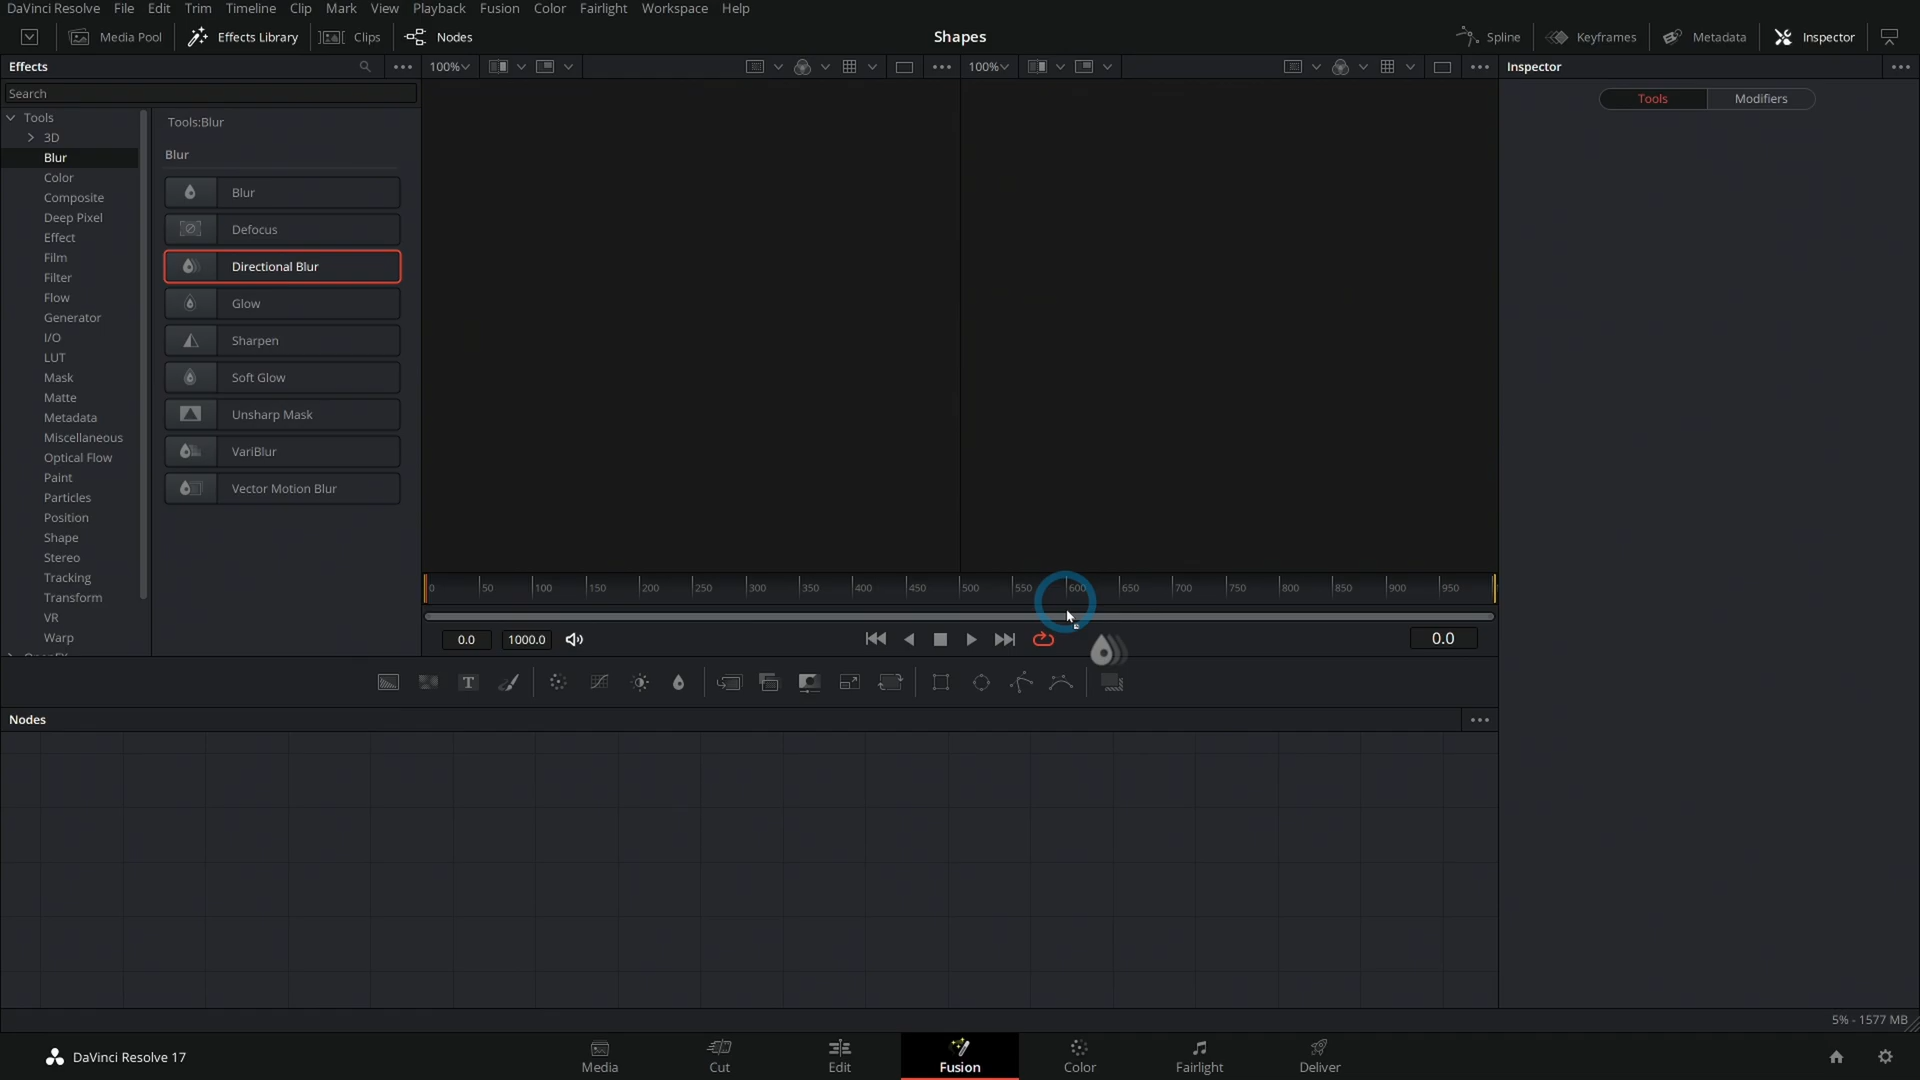 DaVinci Resolve File Edit Trim Timeline Clip Mark View Playback Fusion Color Fairlight Workspace Help
Media Pool Effects Library Clips Nodes Shapes Spline Keyframes Metadata Inspector
Effects 100% 100% Inspector
Search
Tools Modifiers
Tools
3D
Blur
Color
Composite
Deep Pixel
Effect
Film
Filter
Flow
Generator
I/O
LUT
Mask
Matte
Metadata
Miscellaneous
Optical Flow
Paint
Particles
Position
Shape
Stereo
Tracking
Transform
VR
Warp
OpenFX
Tools:Blur
Blur
Blur
Defocus
Directional Blur
Glow
Sharpen
Soft Glow
Unsharp Mask
VariBlur
Vector Motion Blur
0 50 100 150 200 250 300 350 400 450 500 550 600 650 700 750 800 850 900 950
0.0 1000.0 0.0
T
Nodes
5% - 1577 MB
DaVinci Resolve 17 Media Cut Edit Fusion Color Fairlight Deliver